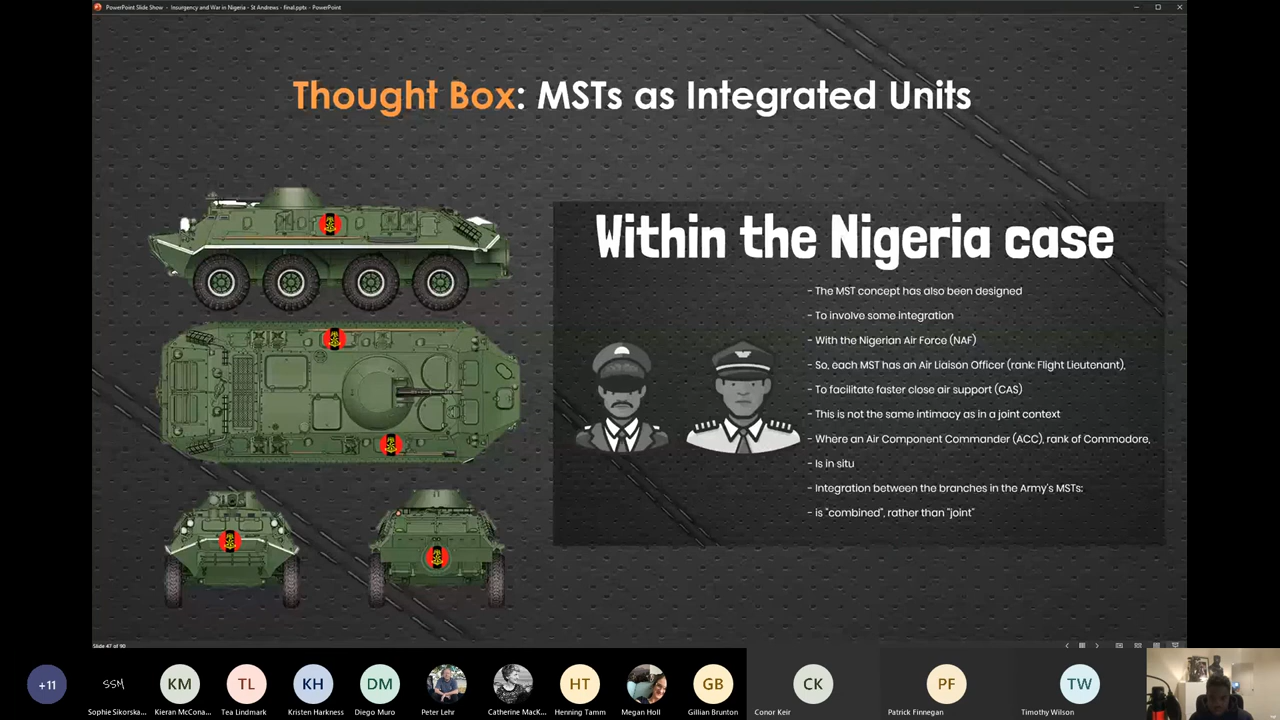 PowerPoint Slide Show - Insurgency and War in Nigeria - St Andrews - final.pptx - PowerPoint
Thought Box: MSTs as Integrated Units
Within the Nigeria case
- The MST concept has also been designed
- To involve some integration
- With the Nigerian Air Force (NAF)
- So, each MST has an Air Liaison Officer (rank: Flight Lieutenant),
- To facilitate faster close air support (CAS)
- This is not the same intimacy as in a joint context
- Where an Air Component Commander (ACC), rank of Commodore,
- Is in situ
- Integration between the branches in the Army's MSTs:
- is "combined", rather than "joint"
Slide 47 of 90
+11
SSM
KM
TL
KH
DM
HT
GB
CK
PF
TW
Sophie Sikorska...
Kieran McCona...
Tea Lindmark
Kristen Harkness
Diego Muro
Peter Lehr
Catherine MacK...
Henning Tamm
Megan Holl
Gillian Brunton
Conor Keir
Patrick Finnegan
Timothy Wilson